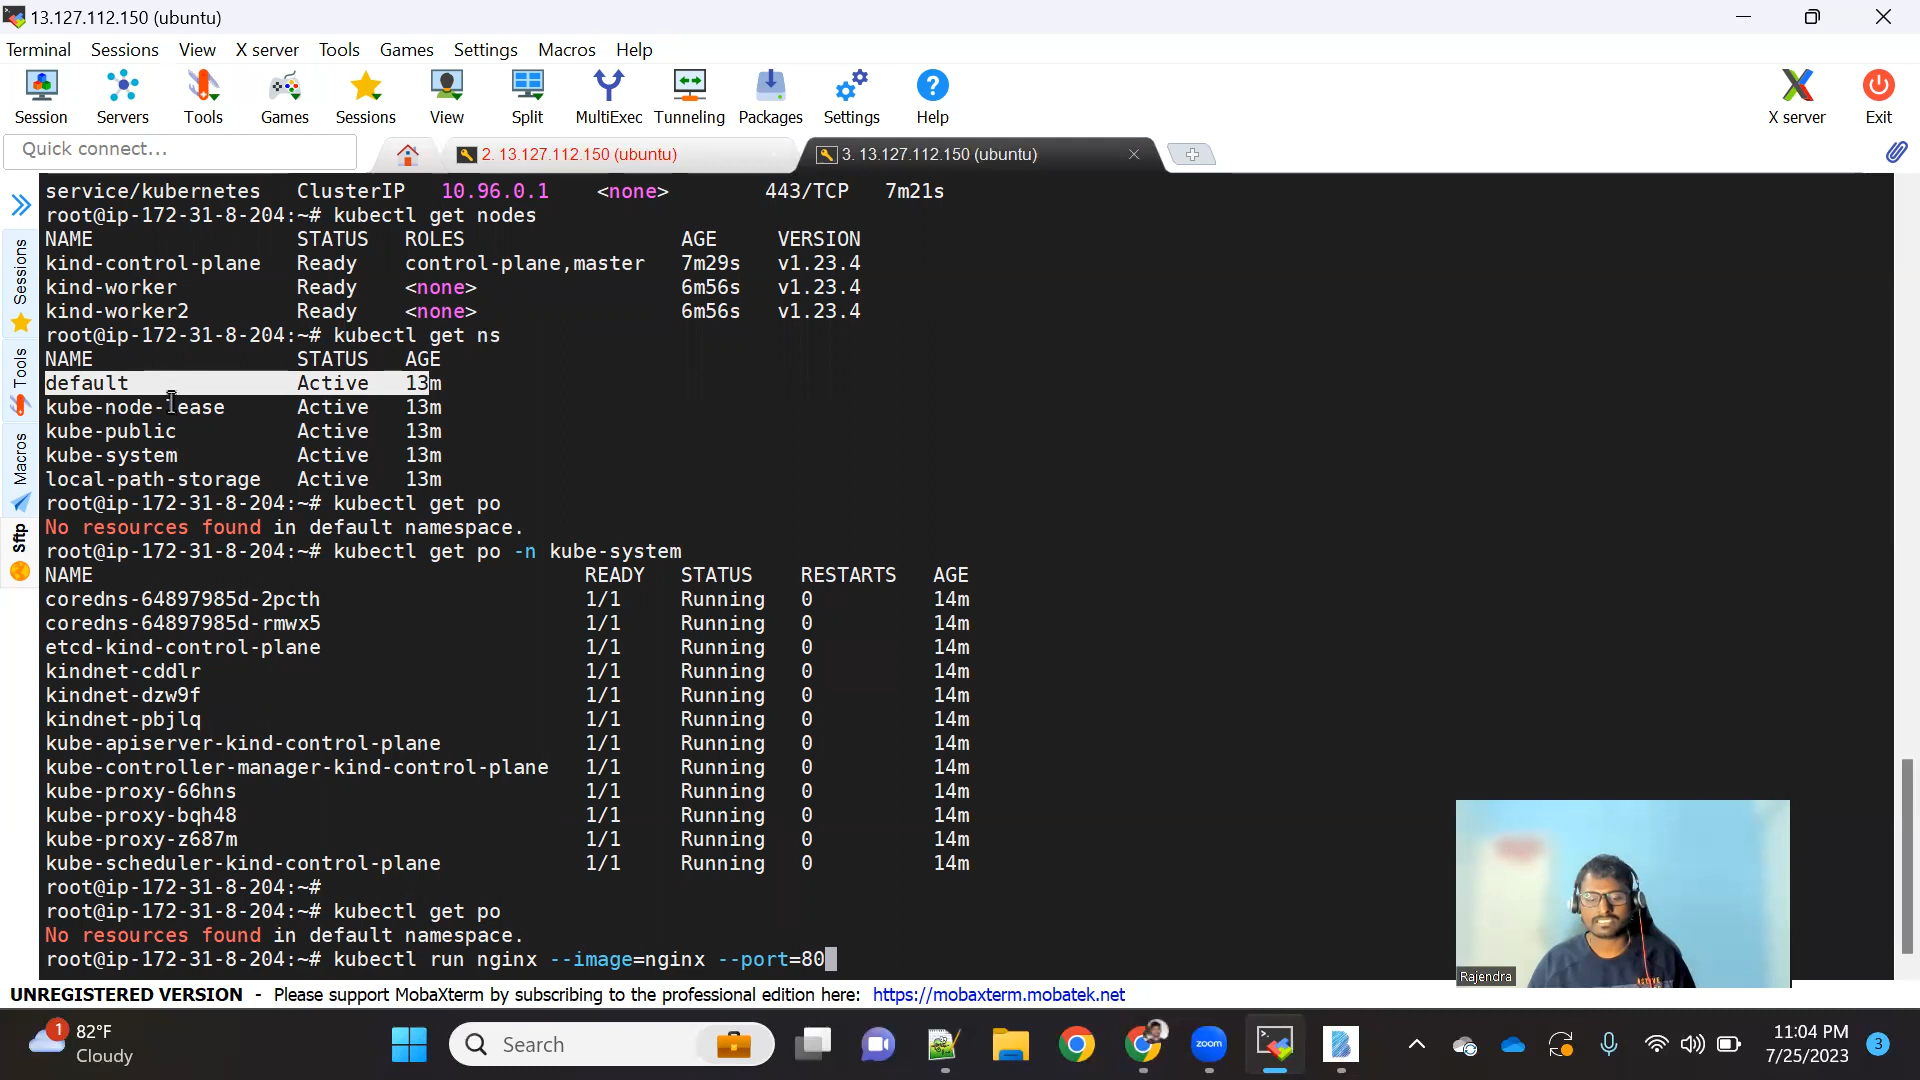 13.127.112.150 (ubuntu)
Terminal Sessions View X server Tools Games Settings Macros Help
Session Servers Tools Games Sessions View Split MultiExec Tunneling Packages Settings Help X server Exit
Quick connect...
2. 13.127.112.150 (ubuntu)
3. 13.127.112.150 (ubuntu)
Sessions
Tools
Macros
Sftp
service/kubernetes ClusterIP 10.96.0.1 <none> 443/TCP 7m21s
root@ip-172-31-8-204:~# kubectl get nodes
NAME STATUS ROLES AGE VERSION
kind-control-plane Ready control-plane,master 7m29s v1.23.4
kind-worker Ready <none> 6m56s v1.23.4
kind-worker2 Ready <none> 6m56s v1.23.4
root@ip-172-31-8-204:~# kubectl get ns
NAME STATUS AGE
default Active 13m
kube-node-lease Active 13m
kube-public Active 13m
kube-system Active 13m
local-path-storage Active 13m
root@ip-172-31-8-204:~# kubectl get po
No resources found in default namespace.
root@ip-172-31-8-204:~# kubectl get po -n kube-system
NAME READY STATUS RESTARTS AGE
coredns-64897985d-2pcth 1/1 Running 0 14m
coredns-64897985d-rmwx5 1/1 Running 0 14m
etcd-kind-control-plane 1/1 Running 0 14m
kindnet-cddlr 1/1 Running 0 14m
kindnet-dzw9f 1/1 Running 0 14m
kindnet-pbjlq 1/1 Running 0 14m
kube-apiserver-kind-control-plane 1/1 Running 0 14m
kube-controller-manager-kind-control-plane 1/1 Running 0 14m
kube-proxy-66hns 1/1 Running 0 14m
kube-proxy-bqh48 1/1 Running 0 14m
kube-proxy-z687m 1/1 Running 0 14m
kube-scheduler-kind-control-plane 1/1 Running 0 14m
root@ip-172-31-8-204:~#
root@ip-172-31-8-204:~# kubectl get po
No resources found in default namespace.
root@ip-172-31-8-204:~# kubectl run nginx --image=nginx --port=80
Rajendra
UNREGISTERED VERSION - Please support MobaXterm by subscribing to the professional edition here: https://mobaxterm.mobatek.net
1
82°F
Cloudy
Search
zoom
11:04 PM
7/25/2023
3